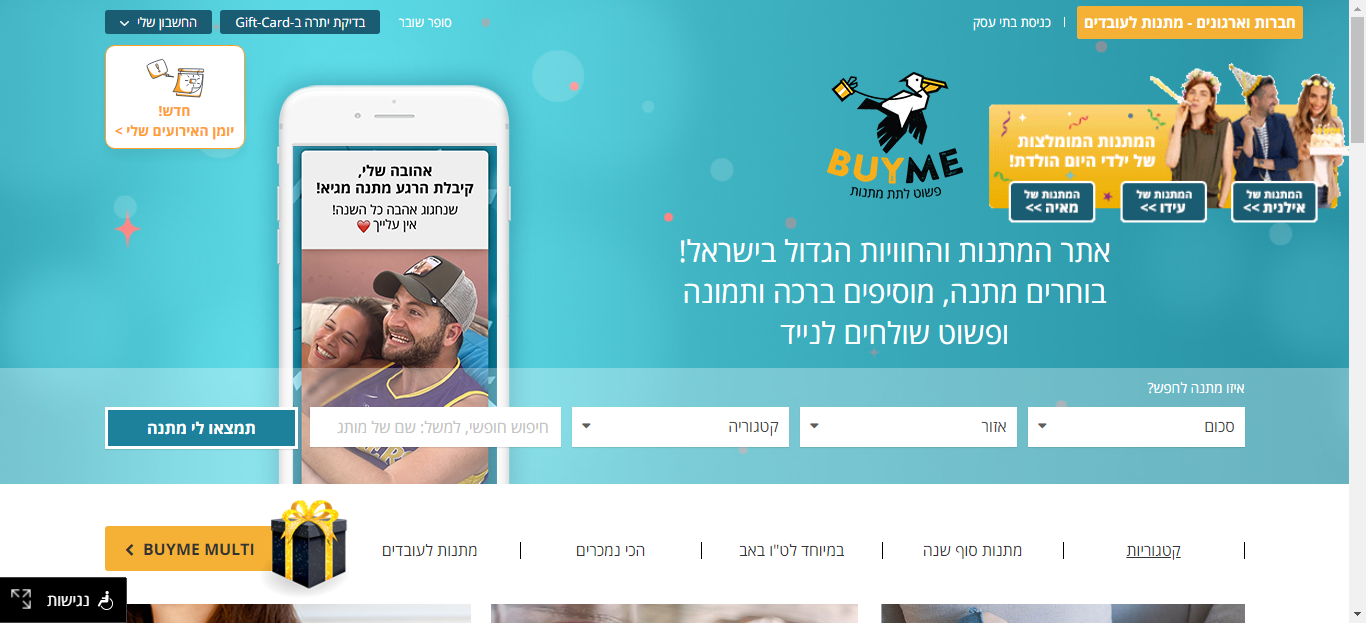 חברות וארגונים - מתנות לעובדים
כניסת בתי עסק
סופר שובר
בדיקת יתרה ב-Gift-Card
החשבון שלי
חדש!
יומן האירועים שלי >
המתנות המומלצות
של ילדי היום הולדת!
המתנות של
אילנית >>
המתנות של
עידו >>
המתנות של
מאיה >>
BUYME
פשוט לתת מתנות
אתר המתנות והחוויות הגדול בישראל!
בוחרים מתנה, מוסיפים ברכה ותמונה
ופשוט שולחים לנייד
אהובה שלי,
קיבלת הרגע מתנה מגיא!
שנחגוג אהבה כל השנה!
אין עלייך ❤️
איזו מתנה לחפש?
סכום
אזור
קטגוריה
חיפוש חופשי, למשל: שם של מותג
תמצאו לי מתנה
קטגוריות
מתנות סוף שנה
במיוחד לט"ו באב
הכי נמכרים
מתנות לעובדים
BUYME MULTI
נגישות